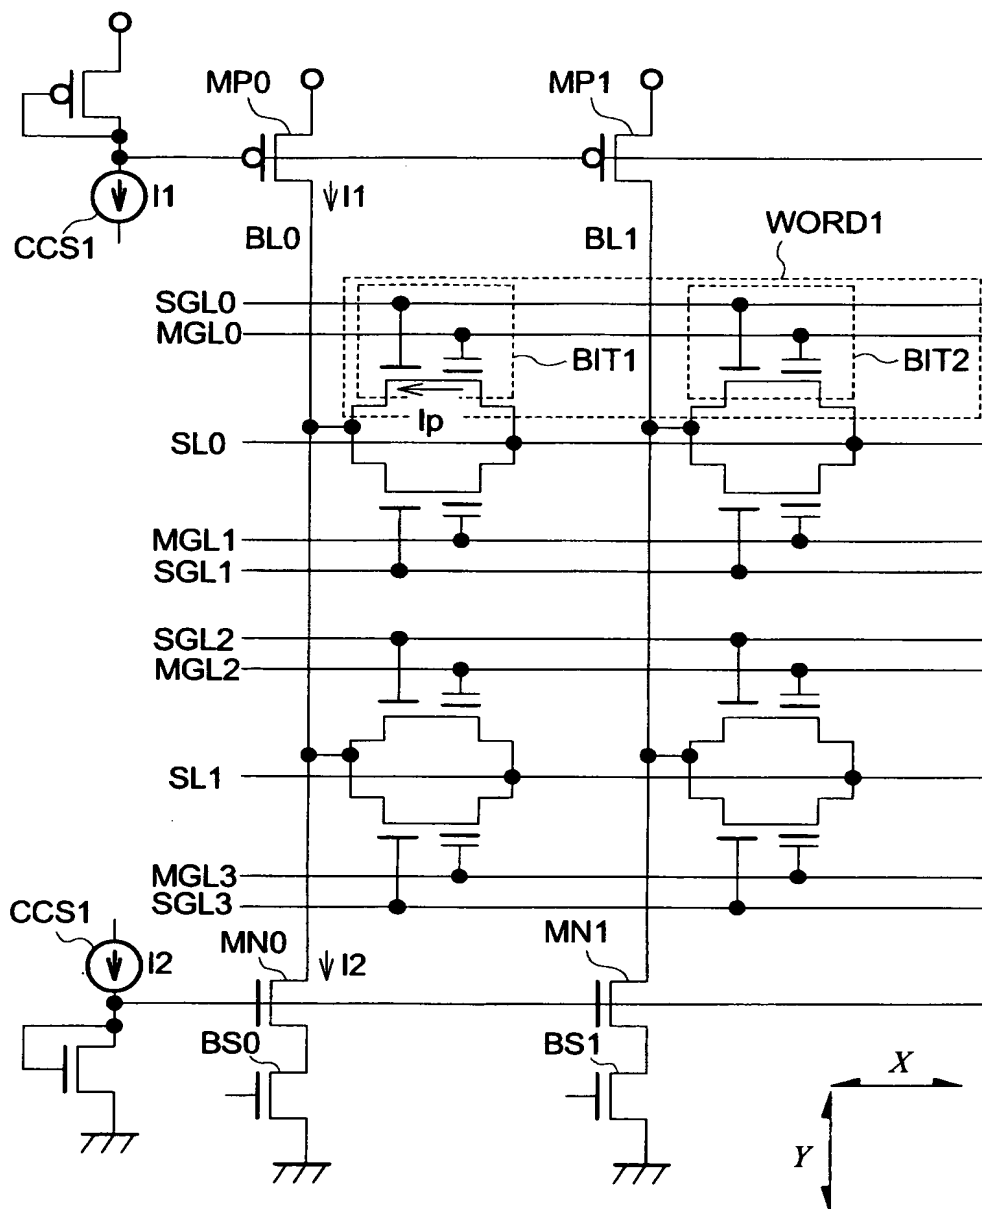 MP0
MP1
I1
CCS1
I1
BL0
BL1
WORD1
SGL0
MGL0
BIT1
BIT2
Ip
SL0
MGL1
SGL1
SGL2
MGL2
SL1
MGL3
SGL3
CCS1
I2
MN0
I2
MN1
BS0
BS1
X
Y